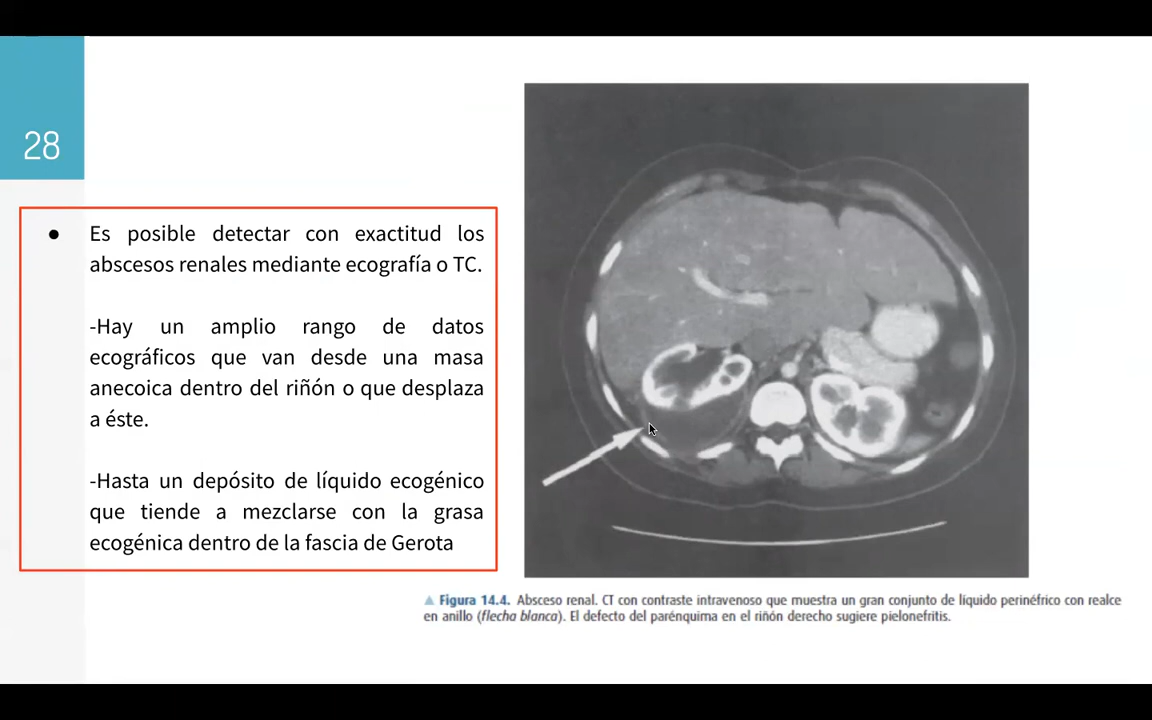 28
● Es posible detectar con exactitud los
abscesos renales mediante ecografía o TC.
-Hay un amplio rango de datos
ecográficos que van desde una masa
anecoica dentro del riñón o que desplaza
a éste.
-Hasta un depósito de líquido ecogénico
que tiende a mezclarse con la grasa
ecogénica dentro de la fascia de Gerota
▲ Figura 14.4. Absceso renal. CT con contraste intravenoso que muestra un gran conjunto de líquido perinéfrico con realce
en anillo (flecha blanca). El defecto del parénquima en el riñón derecho sugiere pielonefritis.